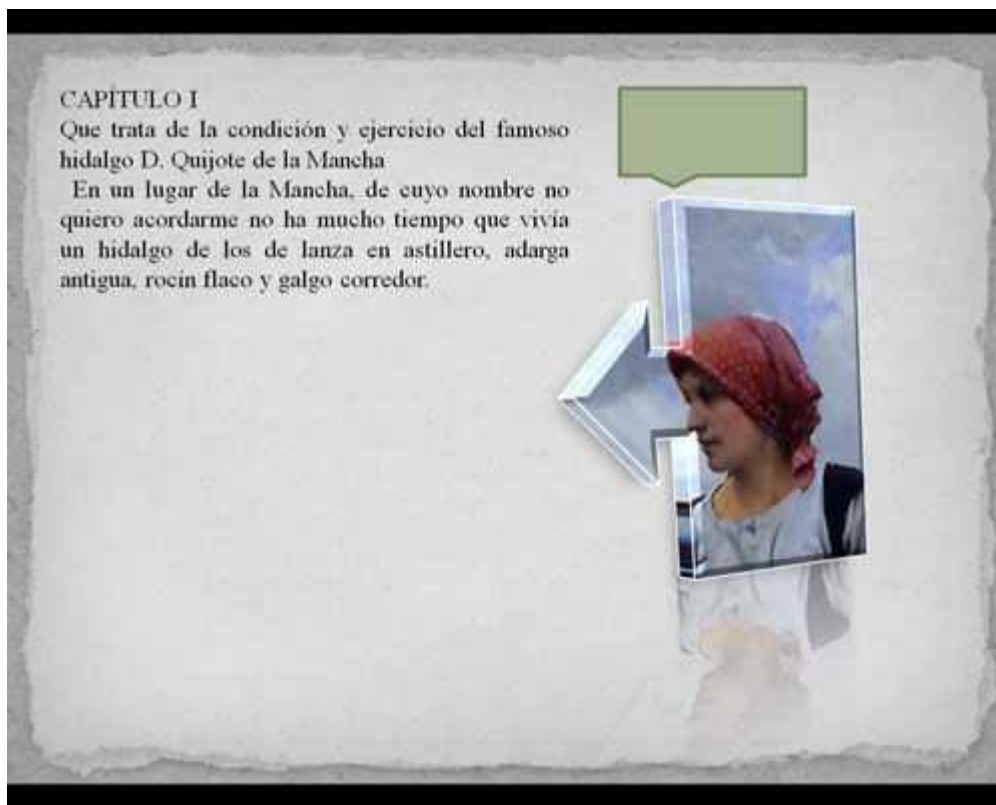 CAPÍTULO I
Que trata de la condición y ejercicio del famoso
hidalgo D. Quijote de la Mancha
En un lugar de la Mancha, de cuyo nombre no
quiero acordarme no ha mucho tiempo que vivía
un hidalgo de los de lanza en astillero, adarga
antigua, rocín flaco y galgo corredor.